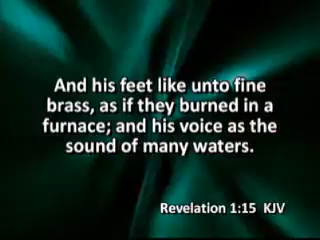 And his feet like unto fine
brass, as if they burned in a
furnace; and his voice as the
sound of many waters.
Revelation 1:15 KJV